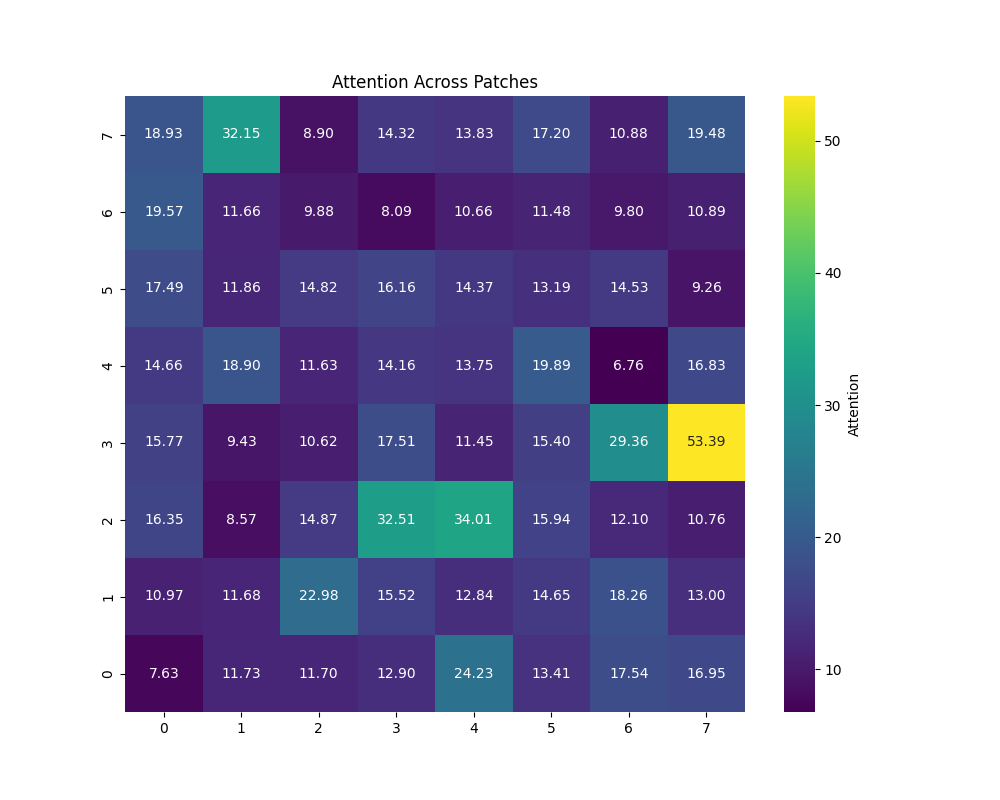 Attention Across Patches
7 18.93 32.15 8.90 14.32 13.83 17.20 10.88 19.48
6 19.57 11.66 9.88 8.09 10.66 11.48 9.80 10.89
5 17.49 11.86 14.82 16.16 14.37 13.19 14.53 9.26
4 14.66 18.90 11.63 14.16 13.75 19.89 6.76 16.83
3 15.77 9.43 10.62 17.51 11.45 15.40 29.36 53.39
2 16.35 8.57 14.87 32.51 34.01 15.94 12.10 10.76
1 10.97 11.68 22.98 15.52 12.84 14.65 18.26 13.00
0 7.63 11.73 11.70 12.90 24.23 13.41 17.54 16.95
0 1 2 3 4 5 6 7
50
40
30
20
10
Attention